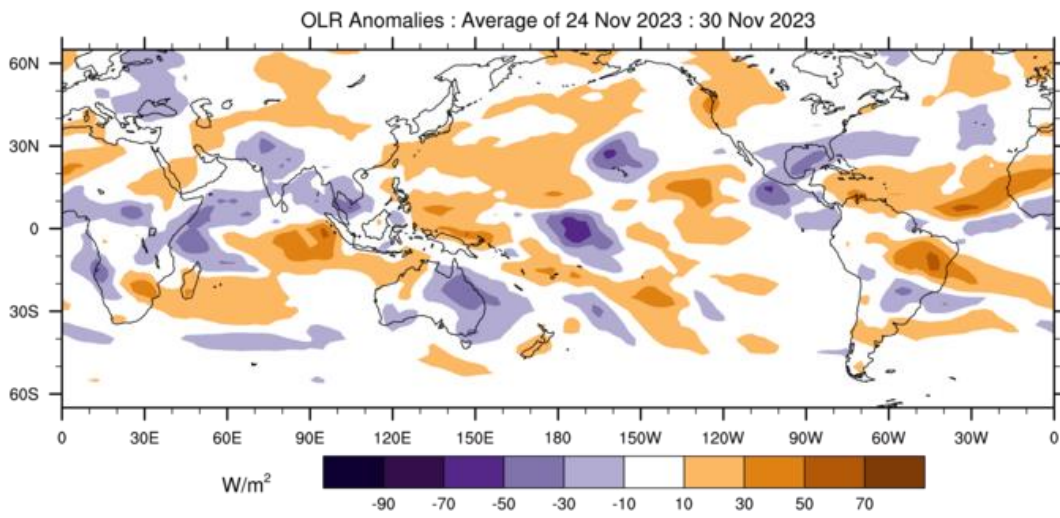 OLR Anomalies : Average of 24 Nov 2023 : 30 Nov 2023
60N
30N
0
30S
60S
0 30E 60E 90E 120E 150E 180 150W 120W 90W 60W 30W 0
W/m²
-90 -70 -50 -30 -10 10 30 50 70